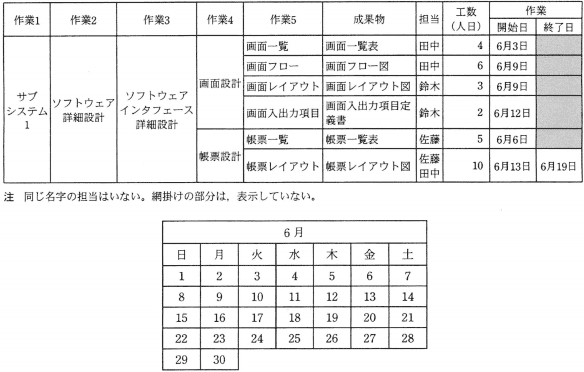 作業1 作業2 作業3 作業4 作業5 成果物 担当 工数(人日) 作業
開始日 終了日
サブシステム1 ソフトウェア詳細設計 ソフトウェアインタフェース詳細設計 画面設計 画面一覧 画面一覧表 田中 4 6月3日
画面フロー 画面フロー図 田中 6 6月9日
画面レイアウト 画面レイアウト図 鈴木 3 6月9日
画面入出力項目 画面入出力項目定義書 鈴木 2 6月12日
帳票設計 帳票一覧 帳票一覧表 佐藤 5 6月6日
帳票レイアウト 帳票レイアウト図 佐藤 田中 10 6月13日 6月19日
注 同じ名字の担当はいない。網掛けの部分は，表示していない。
6月
日 月 火 水 木 金 土
1 2 3 4 5 6 7
8 9 10 11 12 13 14
15 16 17 18 19 20 21
22 23 24 25 26 27 28
29 30